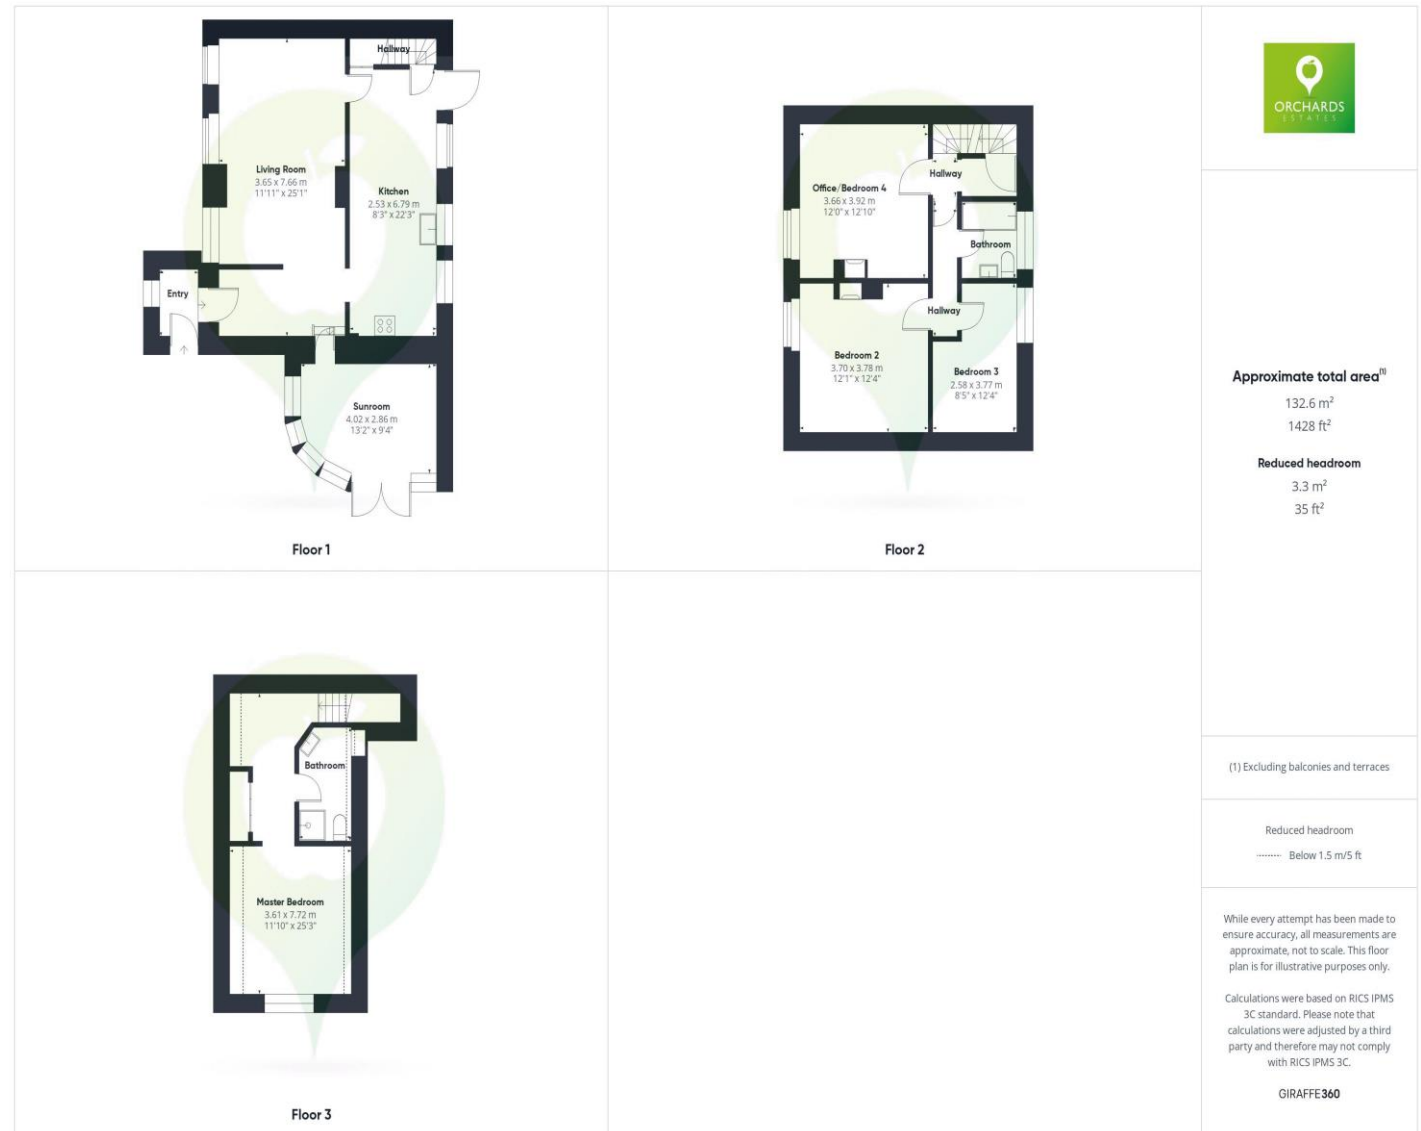 Hallway
Living Room
3.65 x 7.66 m
11'11" x 25'1"
Kitchen
2.53 x 6.79 m
8'3" x 22'3"
Entry
Sunroom
4.02 x 2.86 m
13'2" x 9'4"
Floor 1
Office/Bedroom 4
3.66 x 3.92 m
12'0" x 12'10"
Hallway
Bathroom
Hallway
Bedroom 2
3.70 x 3.78 m
12'1" x 12'4"
Bedroom 3
2.58 x 3.77 m
8'5" x 12'4"
Floor 2
Bathroom
Master Bedroom
3.61 x 7.72 m
11'10" x 25'3"
Floor 3
ORCHARDS
ESTATES
Approximate total area⁽¹⁾
132.6 m²
1428 ft²
Reduced headroom
3.3 m²
35 ft²
(1) Excluding balconies and terraces
Reduced headroom
Below 1.5 m/5 ft
While every attempt has been made to
ensure accuracy, all measurements are
approximate, not to scale. This floor
plan is for illustrative purposes only.
Calculations were based on RICS IPMS
3C standard. Please note that
calculations were adjusted by a third
party and therefore may not comply
with RICS IPMS 3C.
GIRAFFE360